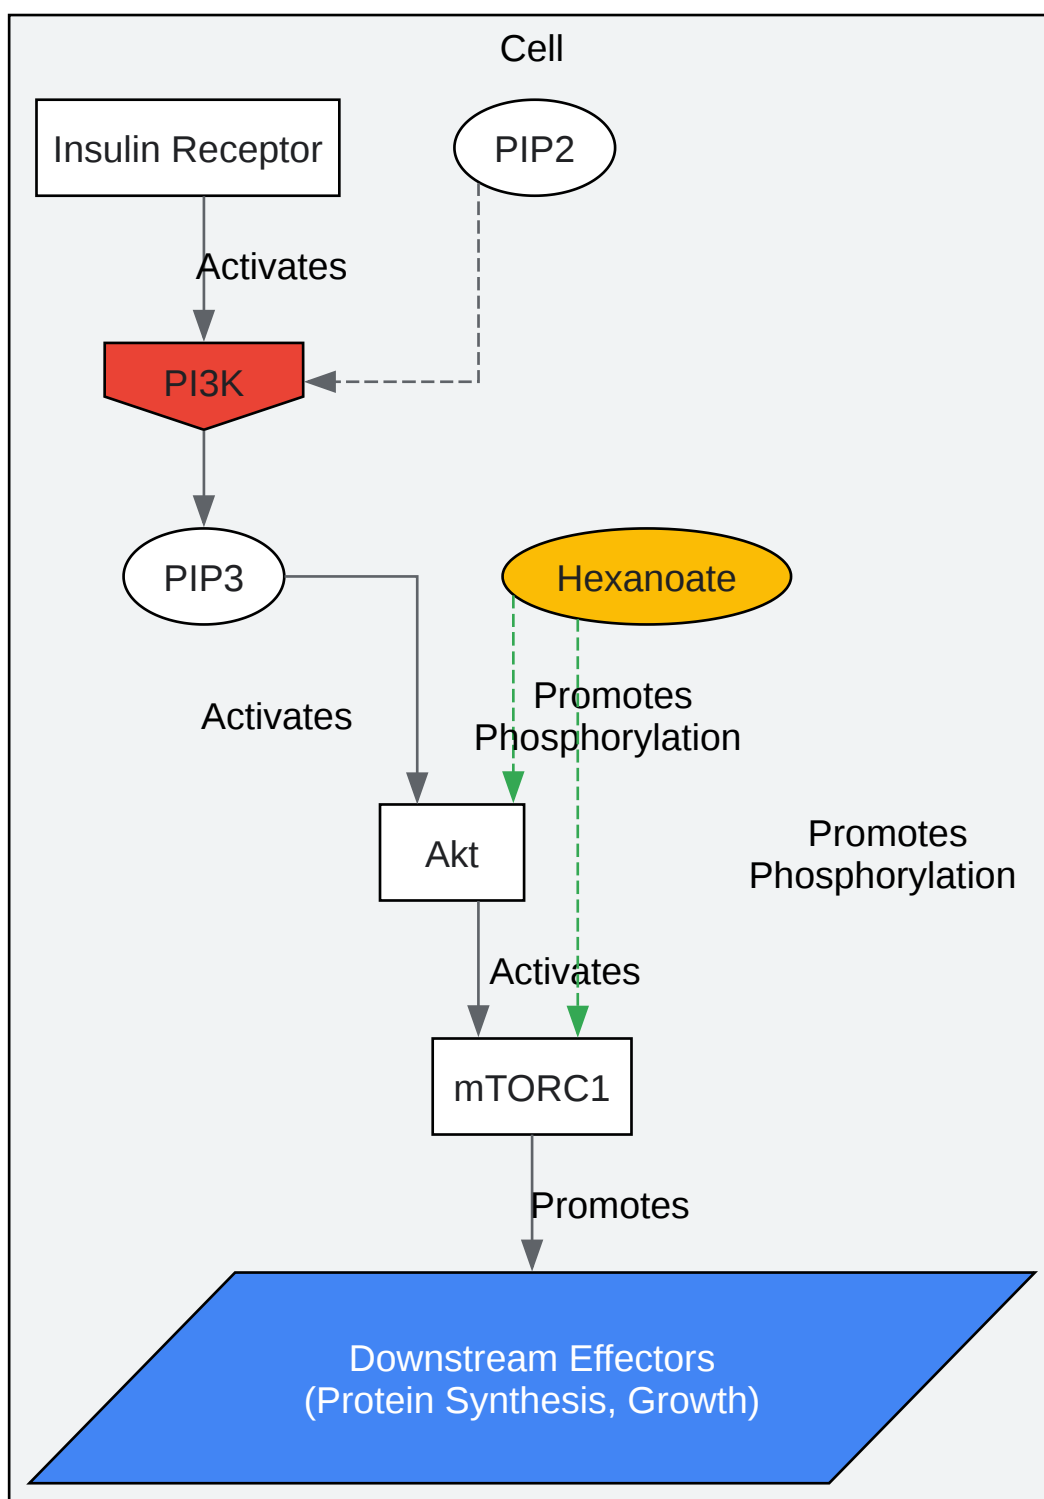 Cell
Insulin Receptor
PIP2
Activates
PI3K
PIP3
Hexanoate
Promotes
Phosphorylation
Activates
Akt
Promotes
Phosphorylation
Activates
mTORC1
Promotes
Downstream Effectors
(Protein Synthesis, Growth)